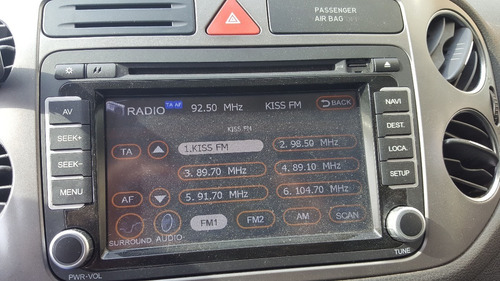 PASSENGER
AIR BAG
AV
SEEK+
SEEK-
MENU
PWR-VOL
RADIO TA AF 92.50 MHz KISS FM BACK
KISS FM
TA
AF
1.KISS FM
2. 98.50 MHz
3. 89.70 MHz
4. 89.10 MHz
5. 91.70 MHz
6. 104.70 MHz
FM1 FM2 AM SCAN
SURROUND AUDIO
NAVI
DEST.
LOCA.
SETUP
TUNE